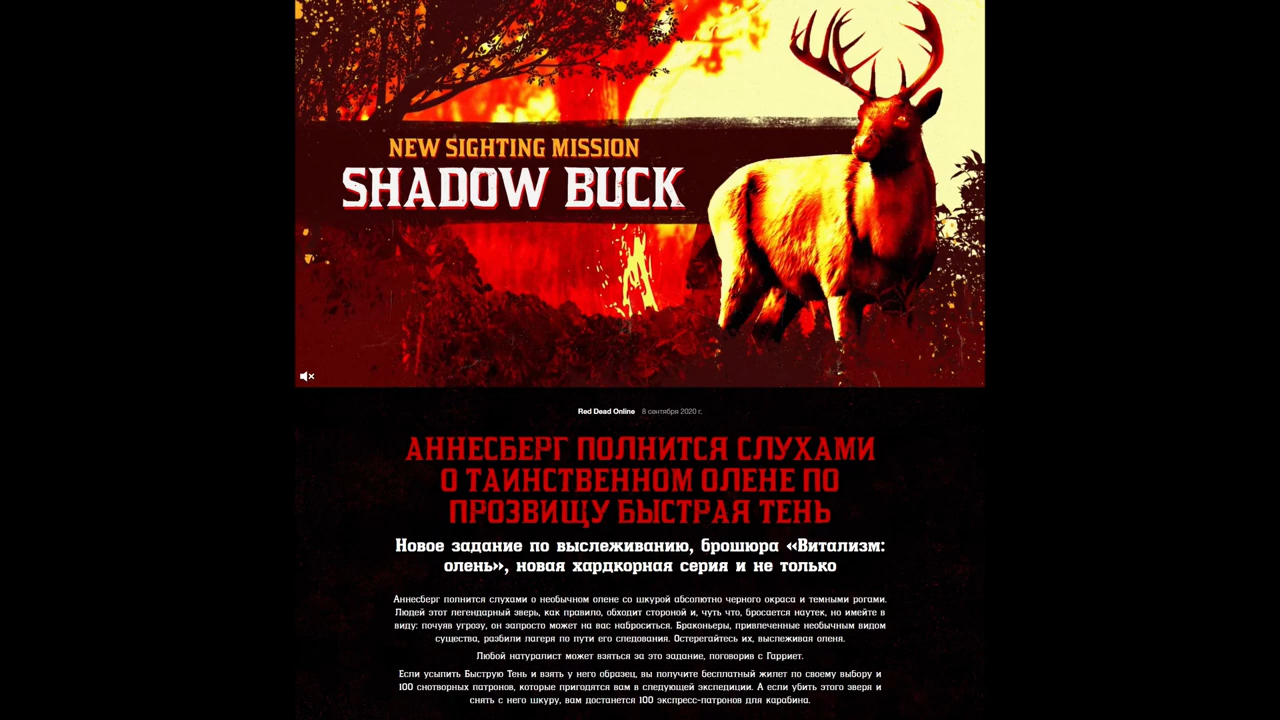 NEW SIGHTING MISSION
SHADOW BUCK
Red Dead Online 8 сентября 2020 г.
АННЕСБЕРГ ПОЛНИТСЯ СЛУХАМИ
О ТАИНСТВЕННОМ ОЛЕНЕ ПО
ПРОЗВИЩУ БЫСТРАЯ ТЕНЬ
Новое задание по выслеживанию, брошюра «Витализм:
олень», новая хардкорная серия и не только
Аннесберг полнится слухами о необычном олене со шкурой абсолютно черного окраса и темными рогами.
Людей этот легендарный зверь, как правило, обходит стороной и, чуть что, бросается наутек, но имейте в
виду: почуяв угрозу, он запросто может на вас наброситься. Браконьеры, привлеченные необычным видом
существа, разбили лагеря по пути его следования. Остерегайтесь их, выслеживая оленя.
Любой натуралист может взяться за это задание, поговорив с Гарриет.
Если усыпить Быструю Тень и взять у него образец, вы получите бесплатный жилет по своему выбору и
100 снотворных патронов, которые пригодятся вам в следующей экспедиции. А если убить этого зверя и
снять с него шкуру, вам достанется 100 экспресс-патронов для карабина.